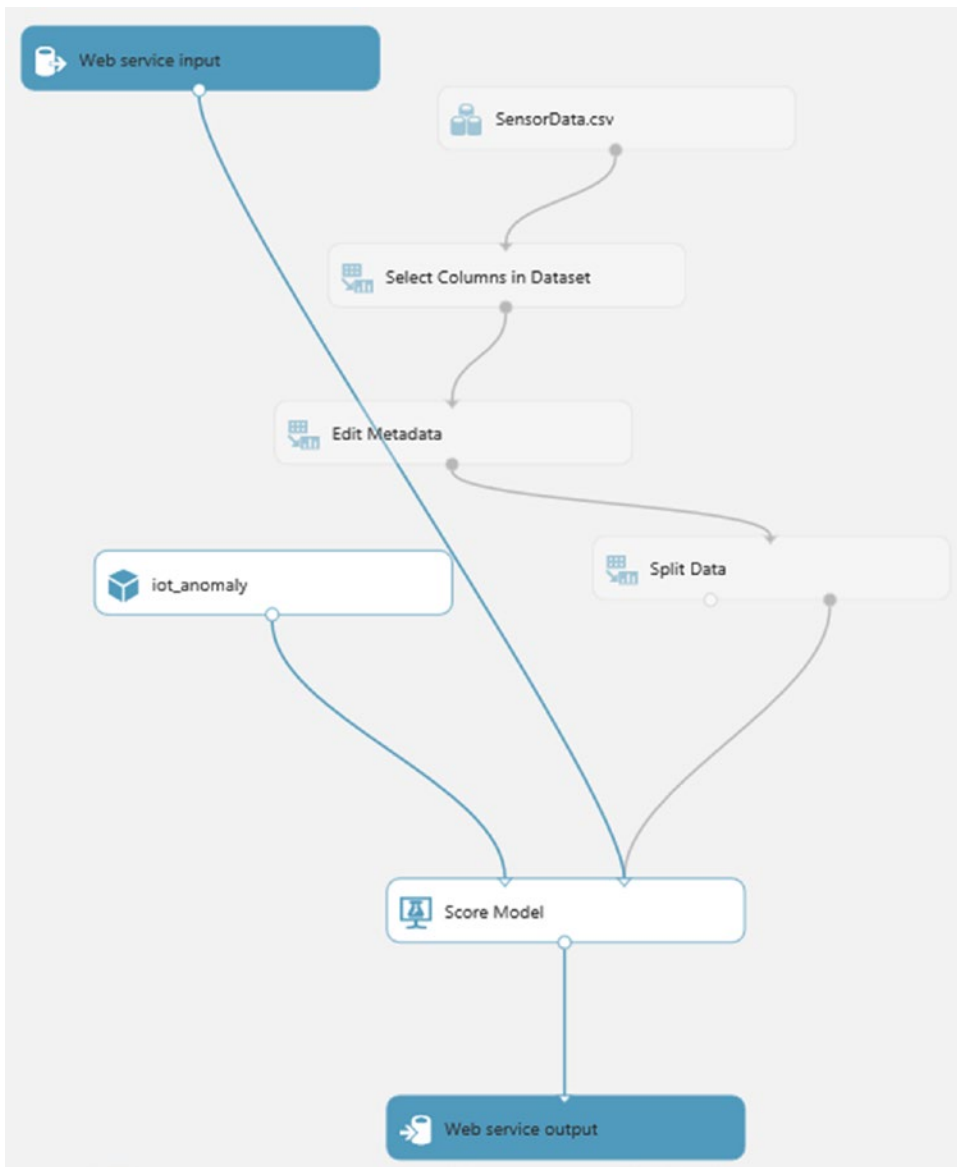 Web service input
SensorData.csv
Select Columns in Dataset
Edit Metadata
Split Data
iot_anomaly
Score Model
Web service output